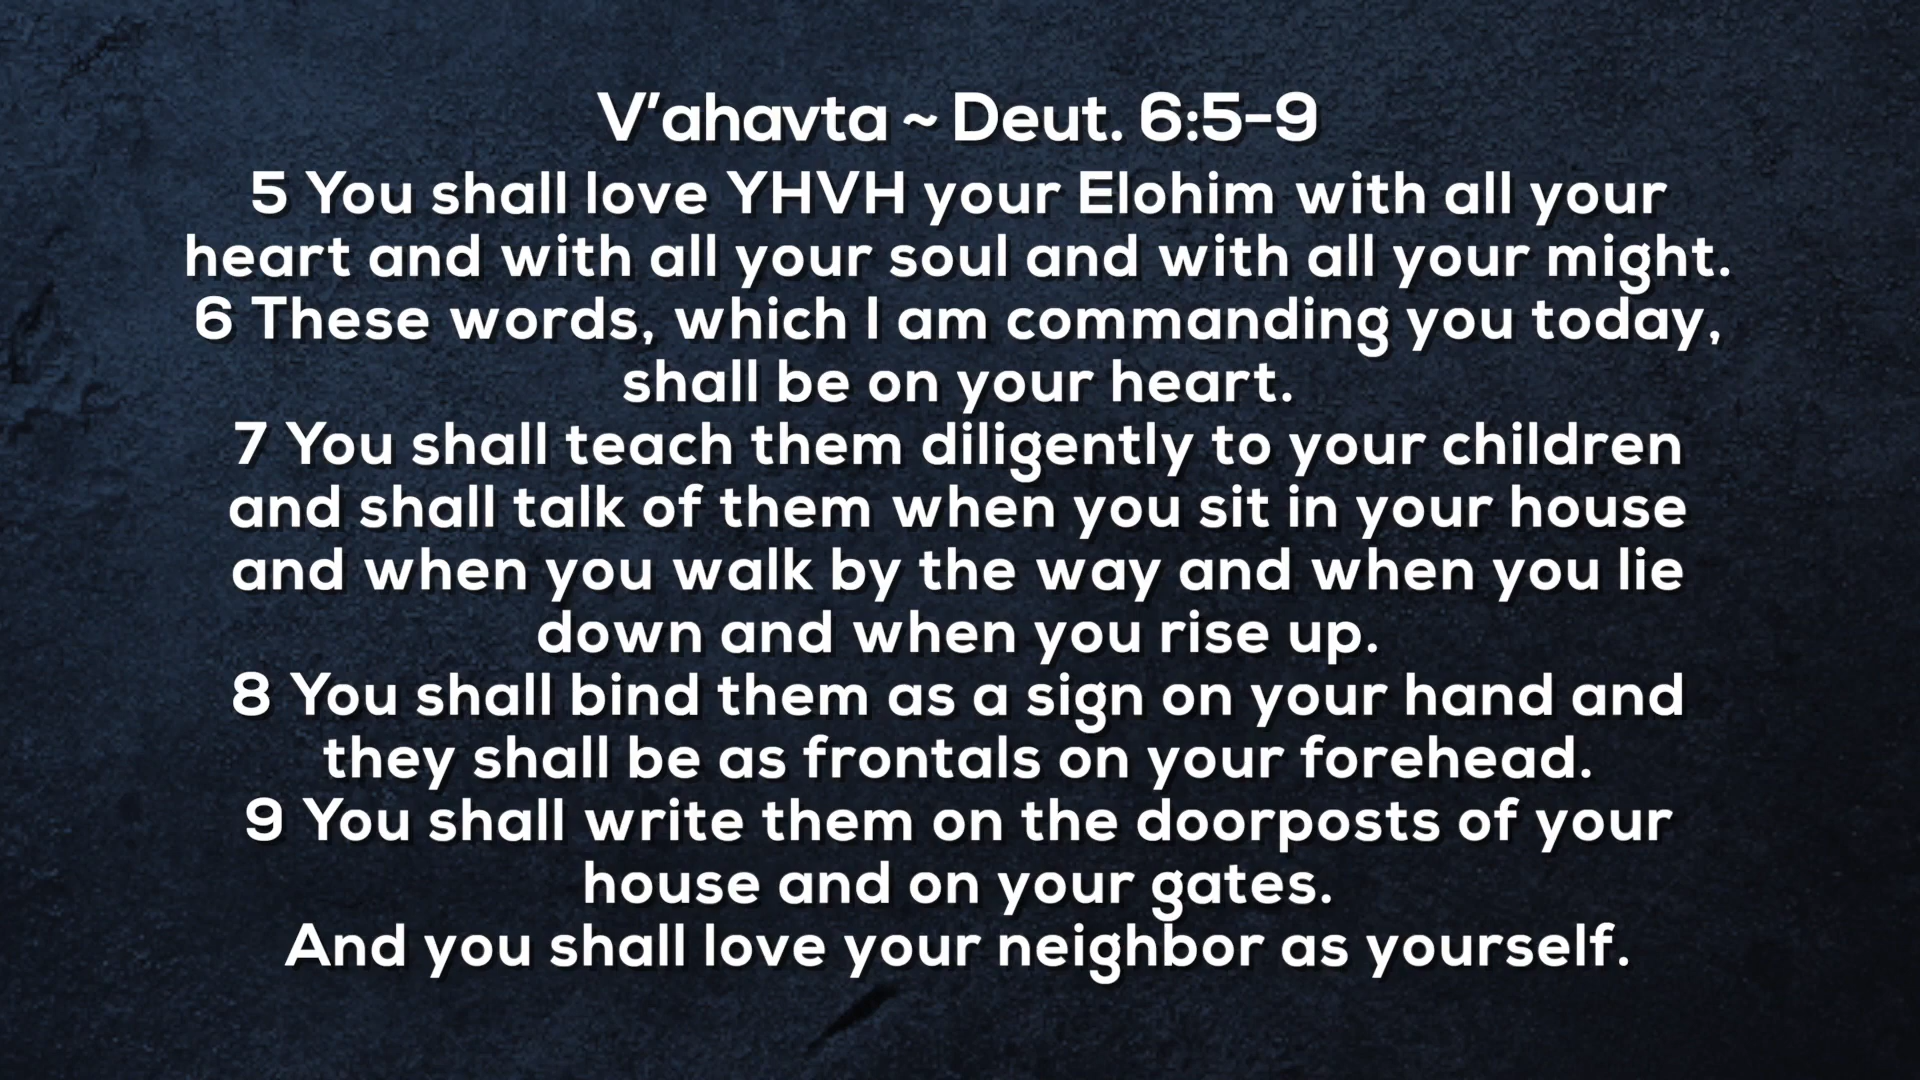 V'ahavta ~ Deut. 6:5-9
5 You shall love YHVH your Elohim with all your
heart and with all your soul and with all your might.
6 These words, which I am commanding you today,
shall be on your heart.
7 You shall teach them diligently to your children
and shall talk of them when you sit in your house
and when you walk by the way and when you lie
down and when you rise up.
8 You shall bind them as a sign on your hand and
they shall be as frontals on your forehead.
9 You shall write them on the doorposts of your
house and on your gates.
And you shall love your neighbor as yourself.